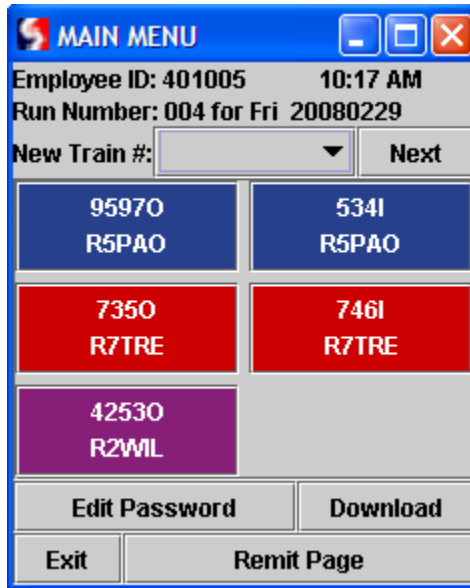 MAIN MENU
Employee ID: 401005 10:17 AM
Run Number: 004 for Fri 20080229
New Train #: Next
9597O 534I
R5PAO R5PAO
735O 746I
R7TRE R7TRE
4253O
R2WIL
Edit Password Download
Exit Remit Page